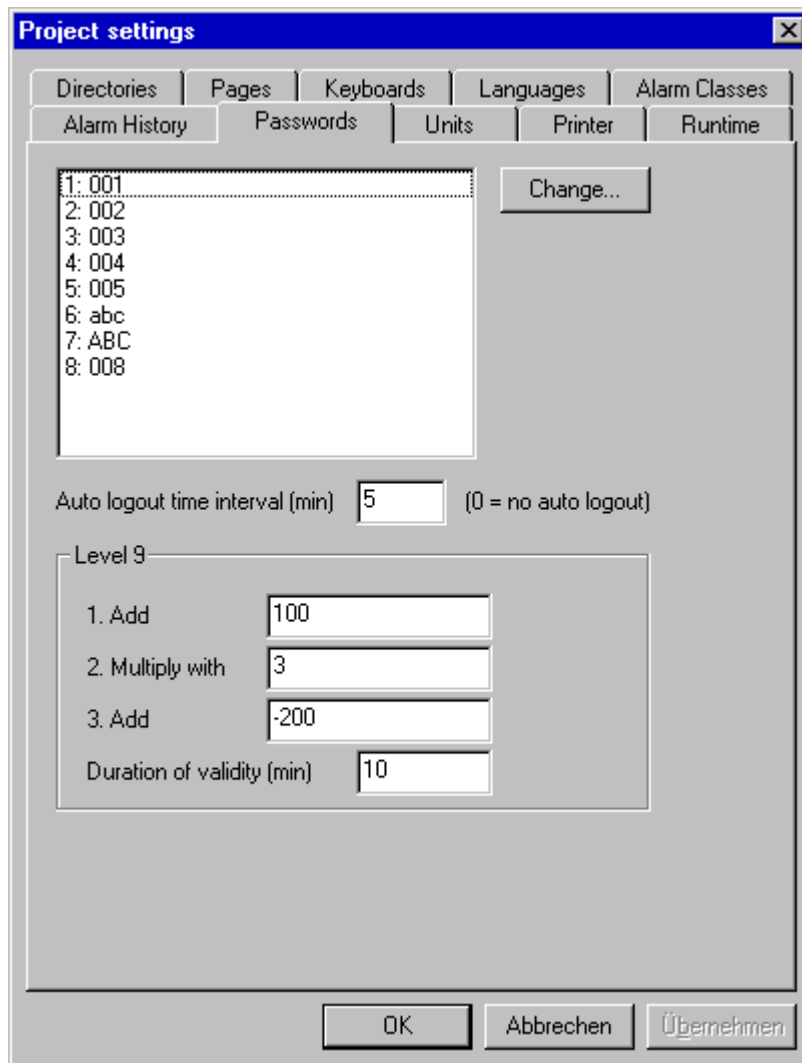 Project settings
Directories Pages Keyboards Languages Alarm Classes
Alarm History Passwords Units Printer Runtime
1: 001
Change...
2: 002
3: 003
4: 004
5: 005
6: abc
7: ABC
8: 008
Auto logout time interval (min) 5 (0 = no auto logout)
Level 9
1. Add 100
2. Multiply with 3
3. Add -200
Duration of validity (min) 10
OK Abbrechen Übernehmen